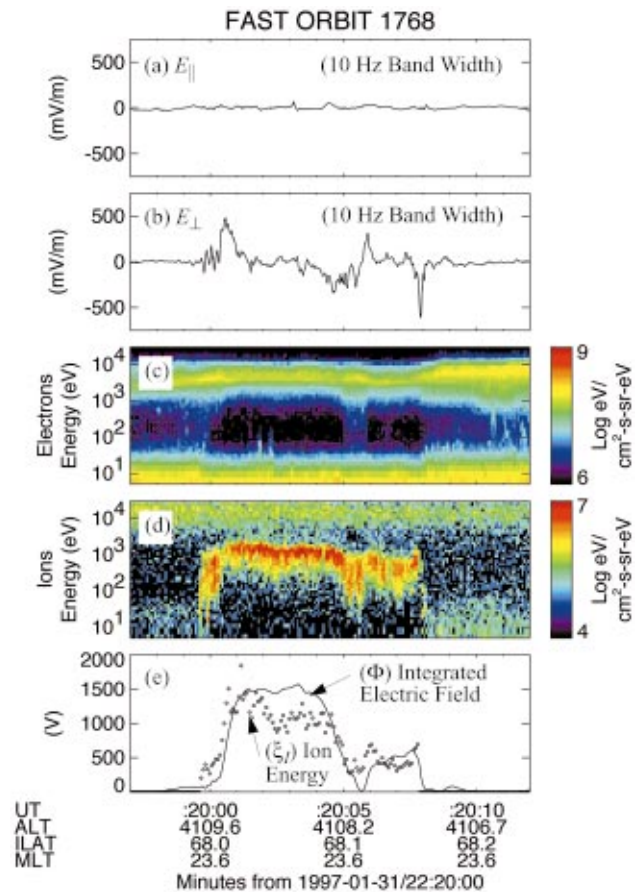 FAST ORBIT 1768
500
0
-500
(mV/m)
(a) E∥ (10 Hz Band Width)
500
0
-500
(mV/m)
(b) E⊥ (10 Hz Band Width)
10⁴
10³
10²
10¹
Electrons
Energy (eV)
(c)
9
6
Log eV/
cm²-s-sr-eV
10⁴
10³
10²
10¹
Ions
Energy (eV)
(d)
7
4
Log eV/
cm²-s-sr-eV
2000
1500
1000
500
0
(V)
(e)
(Φ) Integrated
Electric Field
(ξI) Ion
Energy
UT :20:00 :20:05 :20:10
ALT 4109.6 4108.2 4106.7
ILAT 68.0 68.1 68.2
MLT 23.6 23.6 23.6
Minutes from 1997-01-31/22:20:00